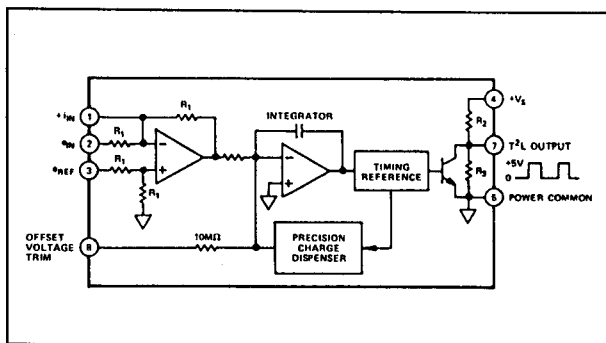 +iIN 1
R1
INTEGRATOR
4 +Vs
R2
eIN 2 R1
7 T²L OUTPUT
eREF 3 R1
TIMING REFERENCE
R3
+5V
0
R1
5 POWER COMMON
OFFSET VOLTAGE TRIM
10MΩ
PRECISION CHARGE DISPENSER